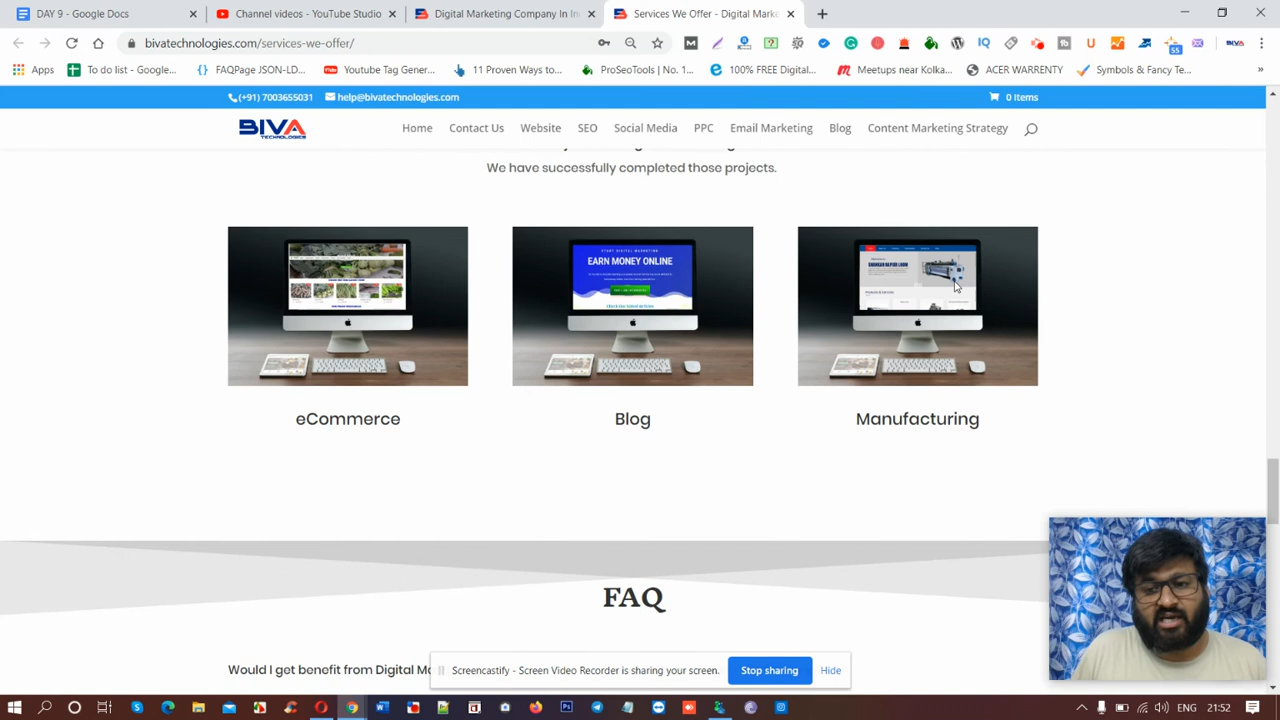 DAY 9 - Google Docs
Channel videos - YouTube Studio
Digital Marketing Company In In
Services We Offer - Digital Mark
bivatechnologies.com/services-we-offer/
Apps
To do list - Google...
FAQPage JSON-LD...
Youtube Tag Gener...
11 Proven Ways to...
ProSeoTools | No. 1...
100% FREE Digital...
Meetups near Kolka...
ACER WARRENTY
Symbols & Fancy Te...
(+91) 7003655031
help@bivatechnologies.com
0 Items
BIVA
TECHNOLOGIES
Home
Contact Us
Website
SEO
Social Media
PPC
Email Marketing
Blog
Content Marketing Strategy
We have successfully completed those projects.
START DIGITAL MARKETING
EARN MONEY ONLINE
eCommerce
Blog
Manufacturing
FAQ
Would I get benefit from Digital M
Screencastify - Screen Video Recorder is sharing your screen.
Stop sharing
Hide
ENG
21:52